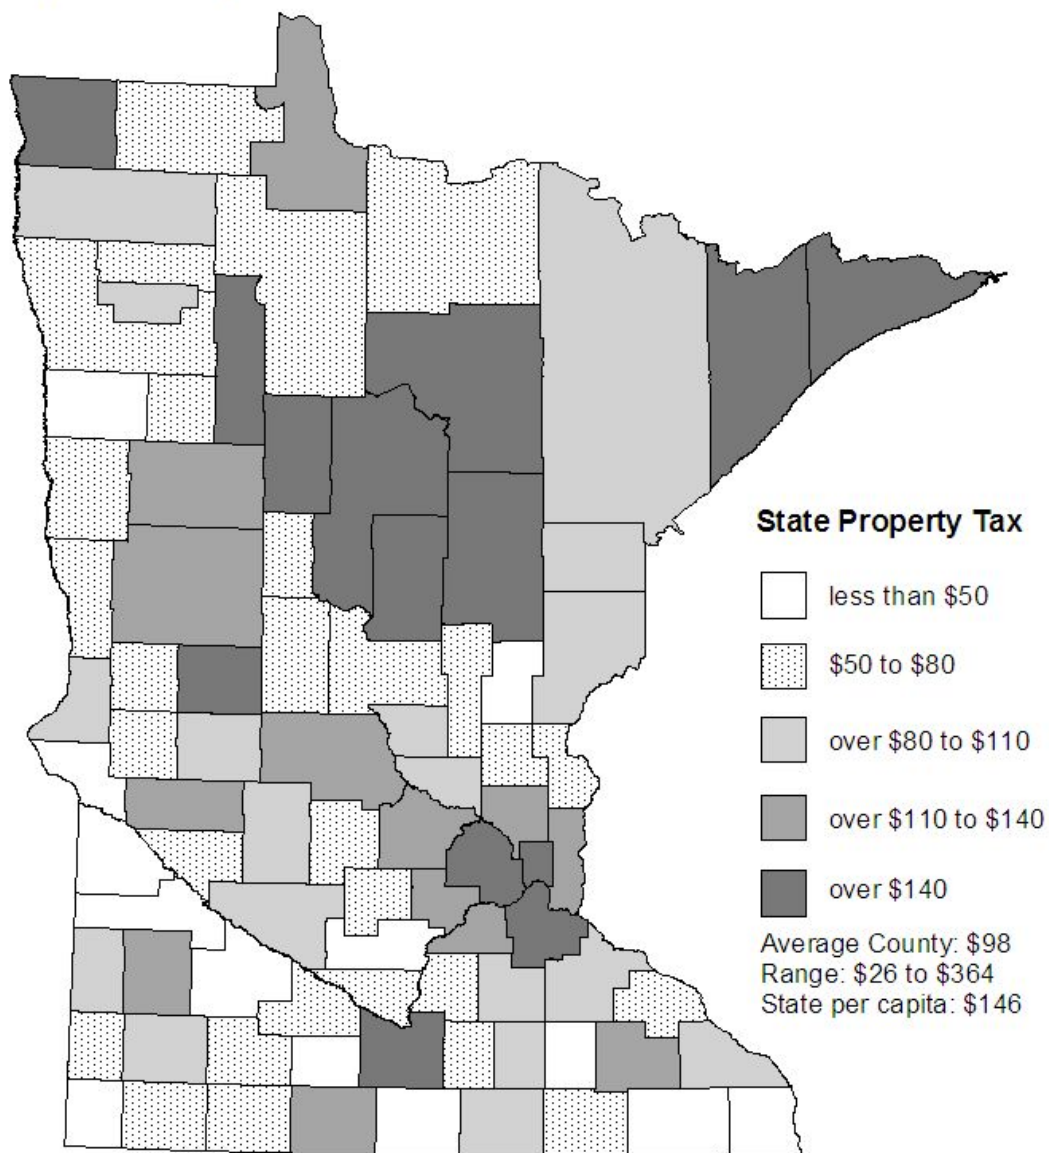 State Property Tax
less than $50
$50 to $80
over $80 to $110
over $110 to $140
over $140
Average County: $98
Range: $26 to $364
State per capita: $146